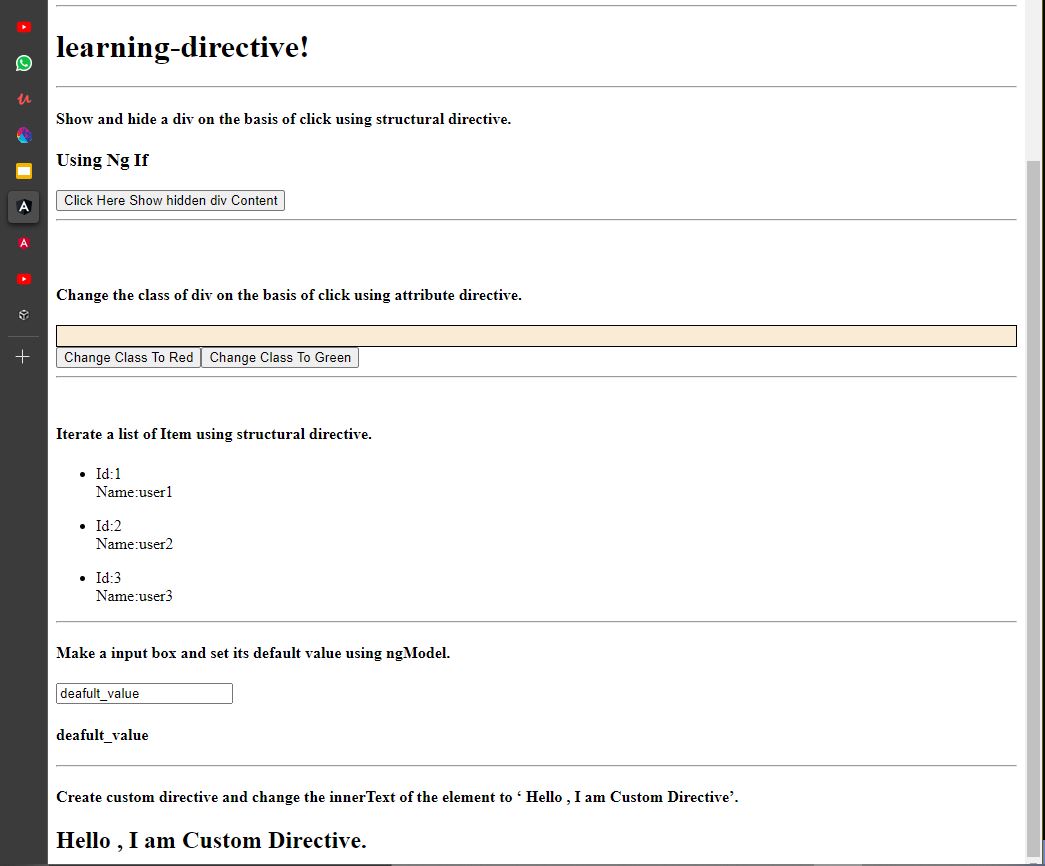 learning-directive!
Show and hide a div on the basis of click using structural directive.
Using Ng If
Click Here Show hidden div Content
Change the class of div on the basis of click using attribute directive.
Change Class To Red Change Class To Green
Iterate a list of Item using structural directive.
Id:1
Name:user1
Id:2
Name:user2
Id:3
Name:user3
Make a input box and set its default value using ngModel.
deafult_value
deafult_value
Create custom directive and change the innerText of the element to ‘ Hello , I am Custom Directive’.
Hello , I am Custom Directive.